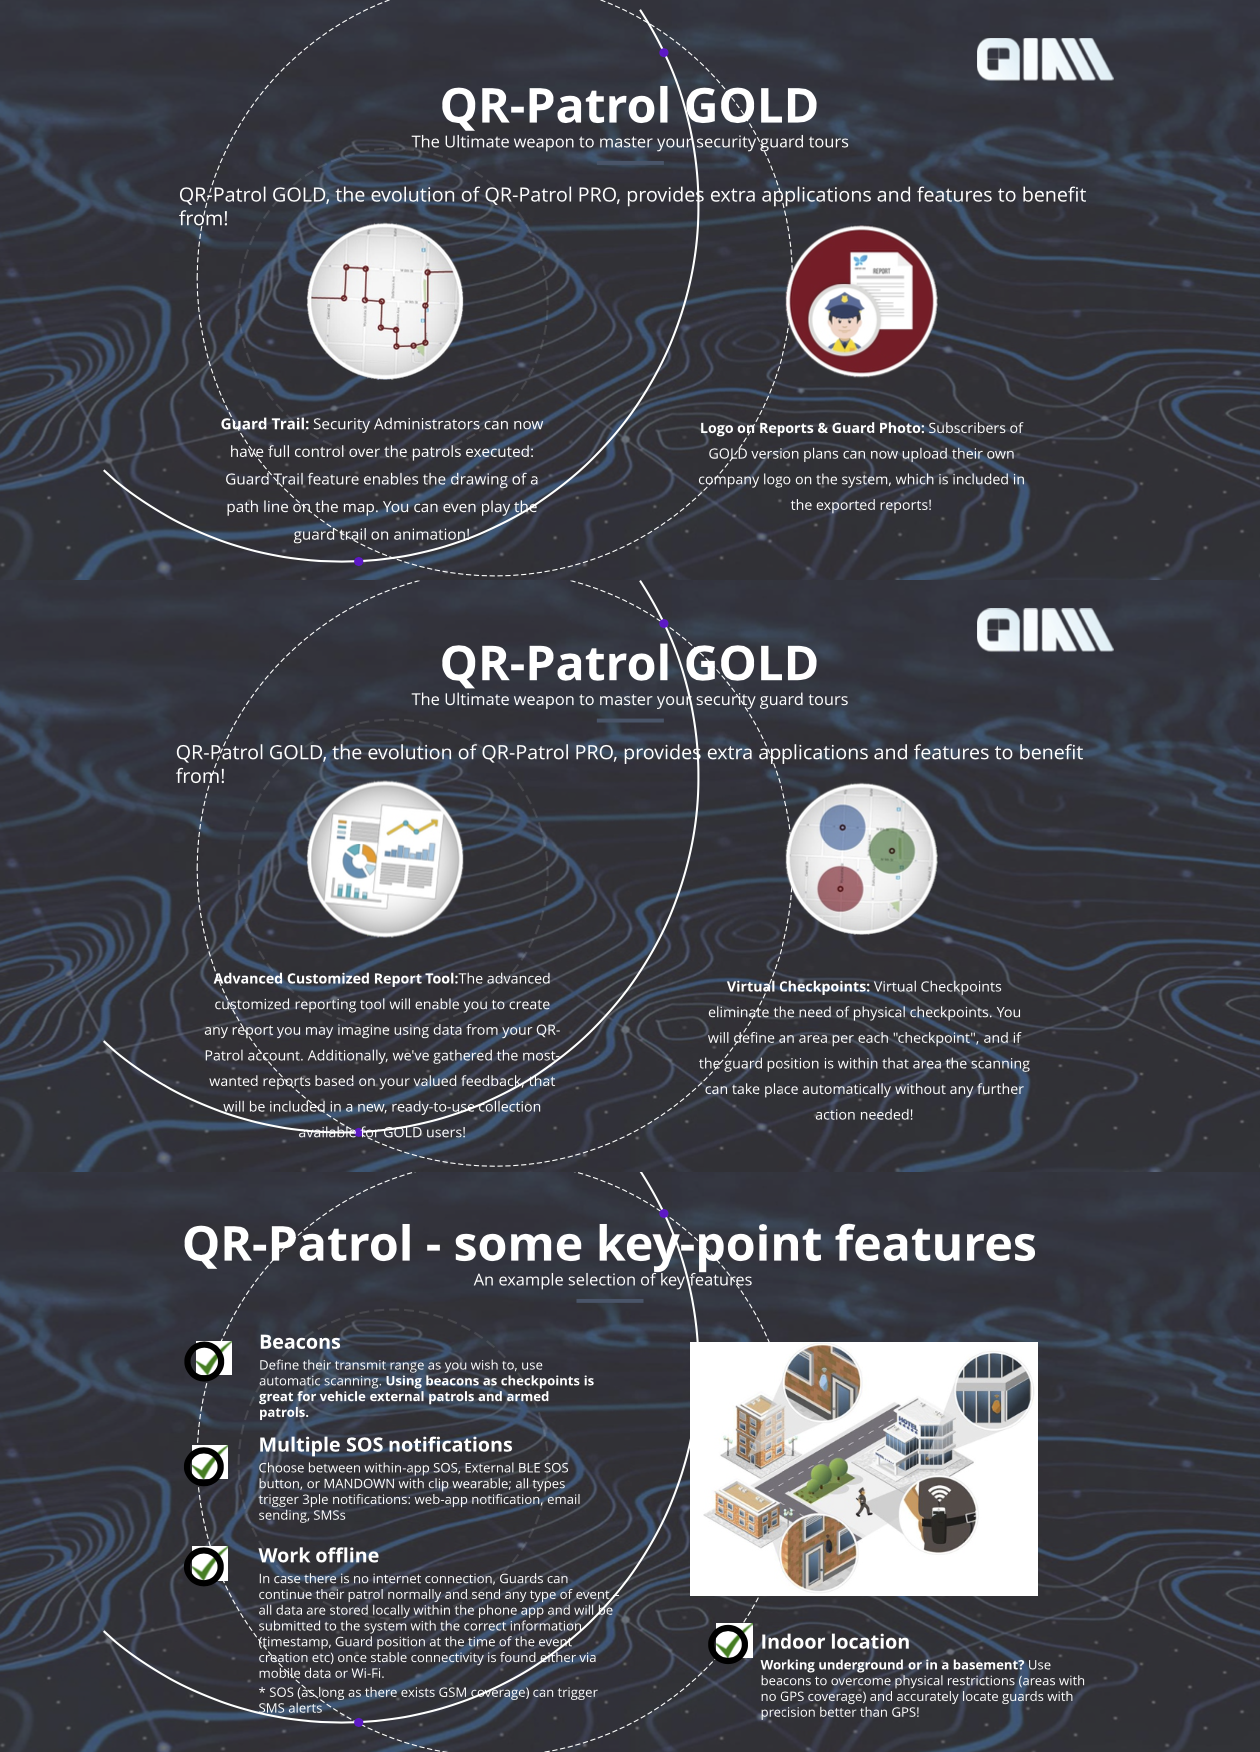 QR-Patrol GOLD
The Ultimate weapon to master your security guard tours
QR-Patrol GOLD, the evolution of QR-Patrol PRO, provides extra applications and features to benefit
from!
REPORT
Guard Trail: Security Administrators can now
have full control over the patrols executed:
Guard Trail feature enables the drawing of a
path line on the map. You can even play the
guard trail on animation!
Logo on Reports & Guard Photo: Subscribers of
GOLD version plans can now upload their own
company logo on the system, which is included in
the exported reports!
QR-Patrol GOLD
The Ultimate weapon to master your security guard tours
QR-Patrol GOLD, the evolution of QR-Patrol PRO, provides extra applications and features to benefit
from!
Advanced Customized Report Tool:The advanced
customized reporting tool will enable you to create
any report you may imagine using data from your QR-
Patrol account. Additionally, we've gathered the most-
wanted reports based on your valued feedback, that
will be included in a new, ready-to-use collection
available for GOLD users!
Virtual Checkpoints: Virtual Checkpoints
eliminate the need of physical checkpoints. You
will define an area per each "checkpoint", and if
the guard position is within that area the scanning
can take place automatically without any further
action needed!
QR-Patrol - some key-point features
An example selection of key features
Beacons
Define their transmit range as you wish to, use
automatic scanning. Using beacons as checkpoints is
great for vehicle external patrols and armed
patrols.
Multiple SOS notifications
Choose between within-app SOS, External BLE SOS
button, or MANDOWN with clip wearable; all types
trigger 3ple notifications: web-app notification, email
sending, SMSs
Work offline
In case there is no internet connection, Guards can
continue their patrol normally and send any type of event –
all data are stored locally within the phone app and will be
submitted to the system with the correct information
(timestamp, Guard position at the time of the event
creation etc) once stable connectivity is found either via
mobile data or Wi-Fi.
* SOS (as long as there exists GSM coverage) can trigger
SMS alerts
HOTEL
Indoor location
Working underground or in a basement? Use
beacons to overcome physical restrictions (areas with
no GPS coverage) and accurately locate guards with
precision better than GPS!